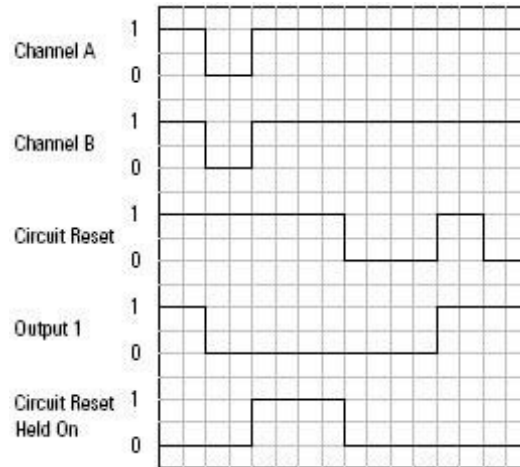 Channel A 1
0
Channel B 1
0
Circuit Reset 1
0
Output 1 1
0
Circuit Reset 1
Held On 0